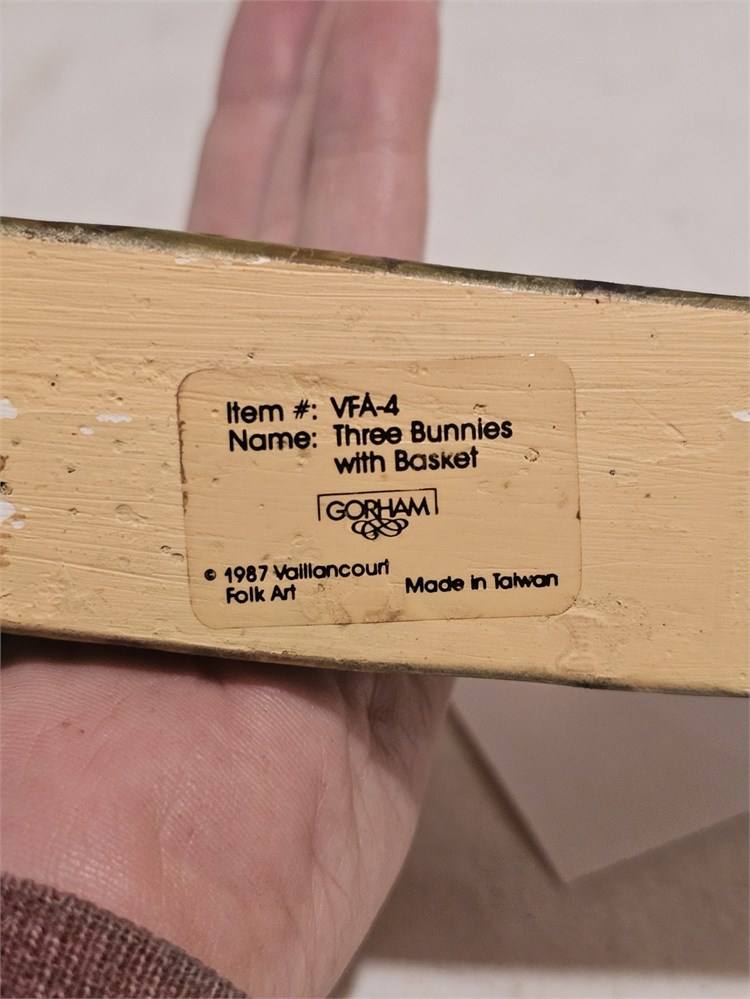 Item #: VFA-4
Name: Three Bunnies
with Basket
GORHAM
© 1987 Vaillancourt
Folk Art
Made in Taiwan